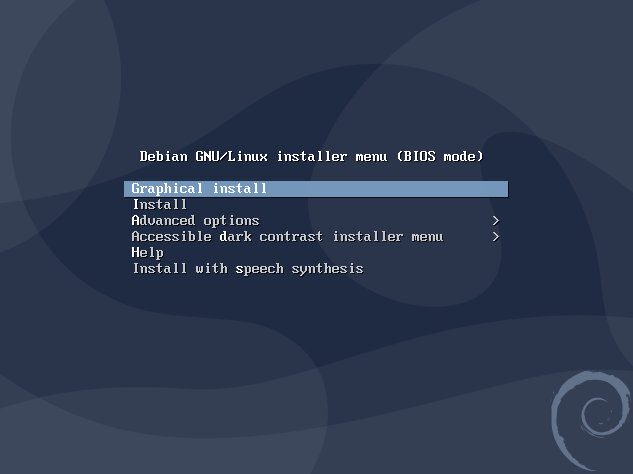 Debian GNU/Linux installer menu (BIOS mode)
Graphical install
Install
Advanced options >
Accessible dark contrast installer menu >
Help
Install with speech synthesis